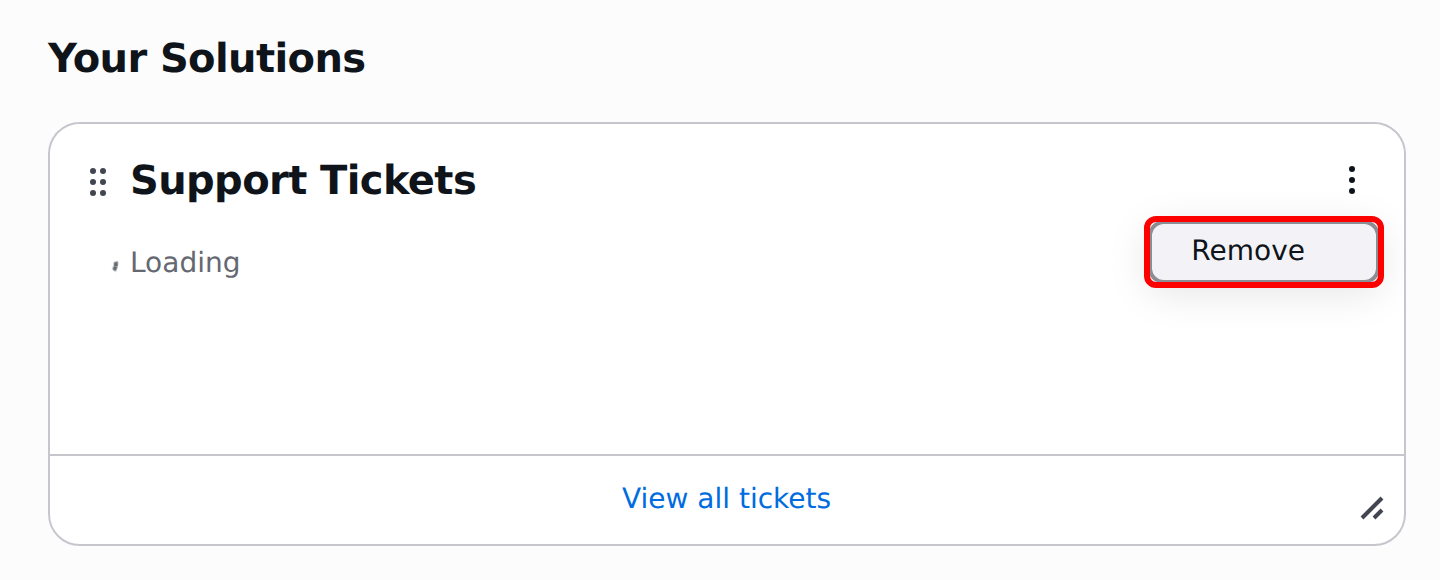 Your Solutions
Support Tickets
Loading
Remove
View all tickets